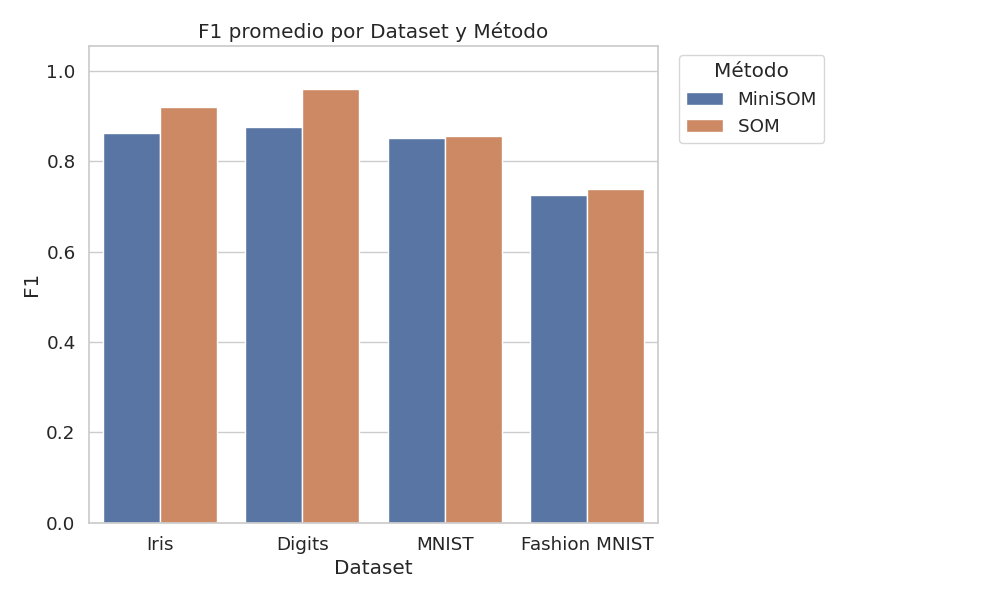 F1 promedio por Dataset y Método
Método
MiniSOM
SOM
F1
1.0
0.8
0.6
0.4
0.2
0.0
Iris
Digits
MNIST
Fashion MNIST
Dataset